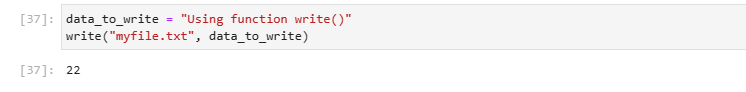 [37]: data_to_write = "Using function write()"
write("myfile.txt", data_to_write)
[37]: 22